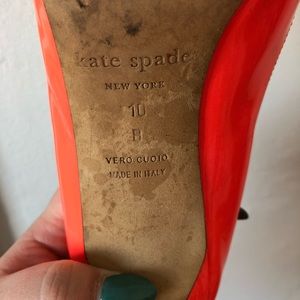 kate spade
NEW YORK
10
B
VERO CUOIO
MADE IN ITALY